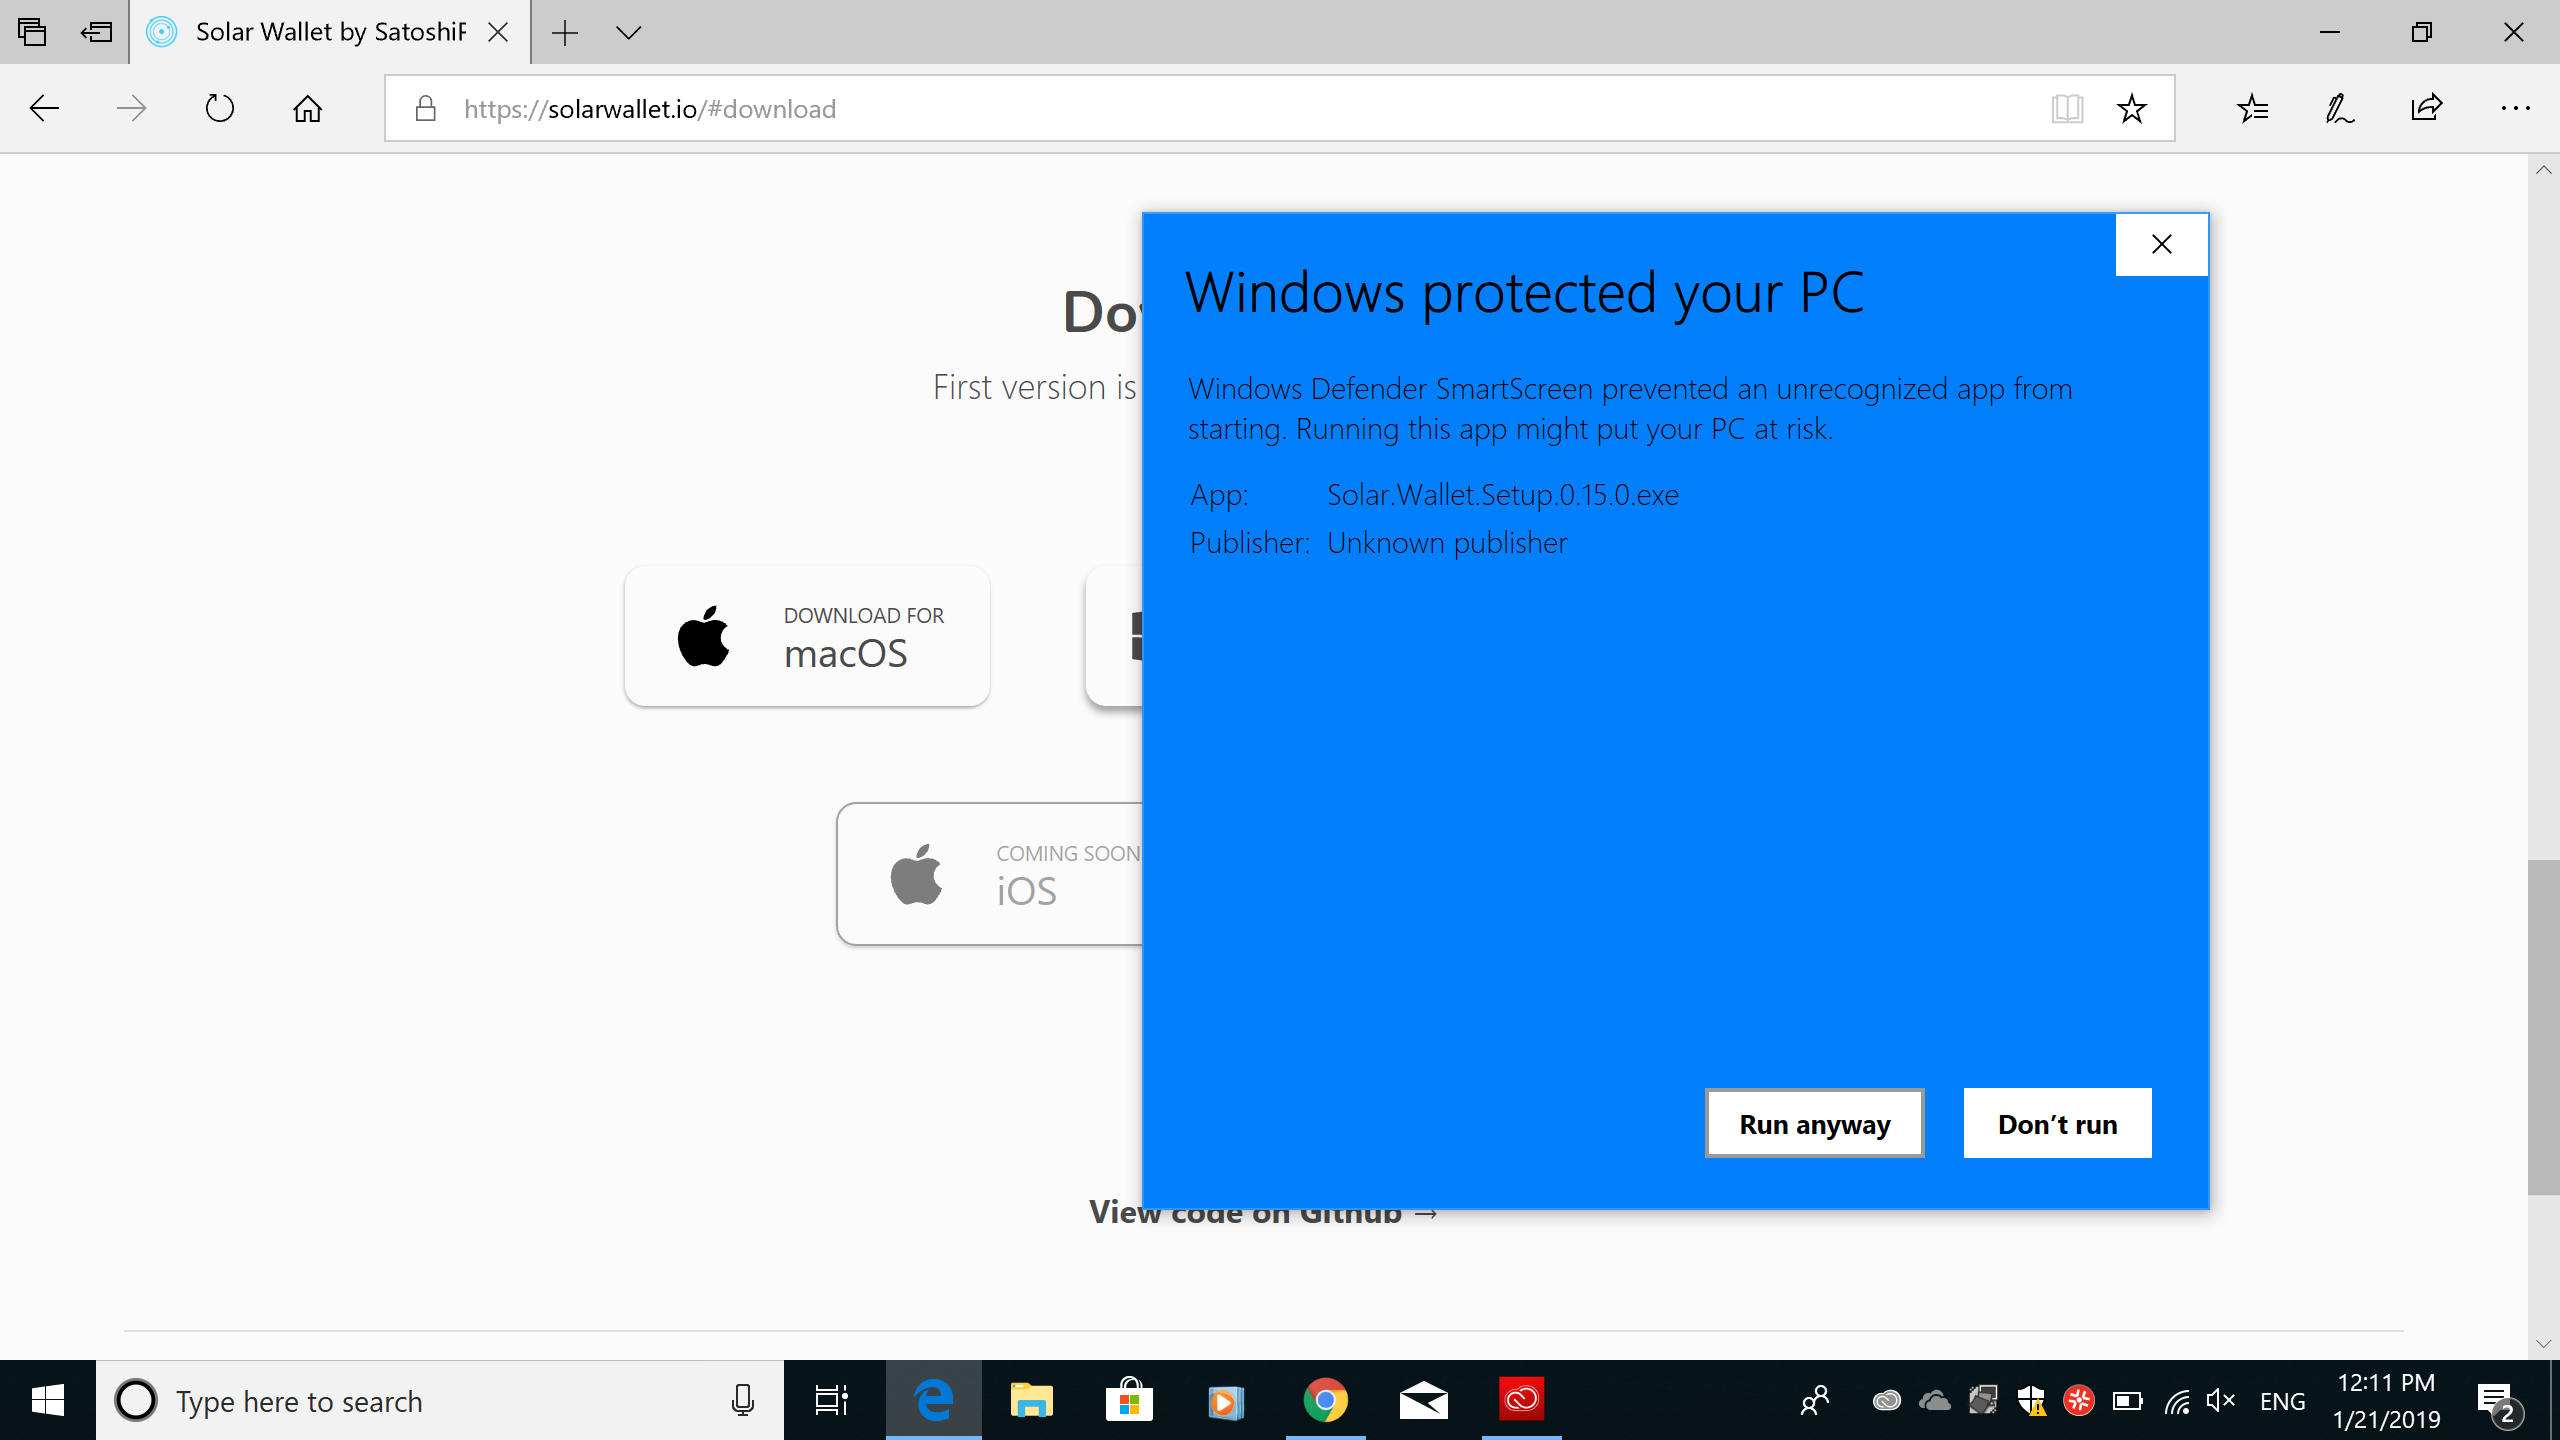 Solar Wallet by SatoshiP
https://solarwallet.io/#download
Windows protected your PC
Windows Defender SmartScreen prevented an unrecognized app from
starting. Running this app might put your PC at risk.
App: Solar.Wallet.Setup.0.15.0.exe
Publisher: Unknown publisher
Run anyway
Don't run
Dow
First version is
DOWNLOAD FOR
macOS
COMING SOON
iOS
View code on Github →
Type here to search
ENG
12:11 PM
1/21/2019
2